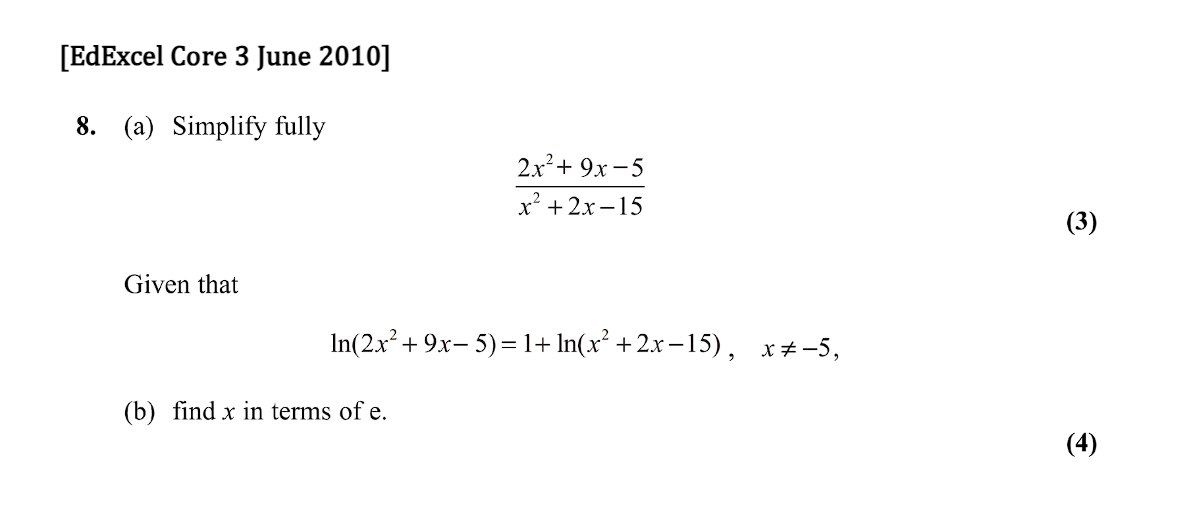 [EdExcel Core 3 June 2010]
8. (a) Simplify fully
2x² + 9x − 5
x² + 2x − 15
(3)
Given that
ln(2x² + 9x − 5) = 1 + ln(x² + 2x − 15), x ≠ −5,
(b) find x in terms of e.
(4)